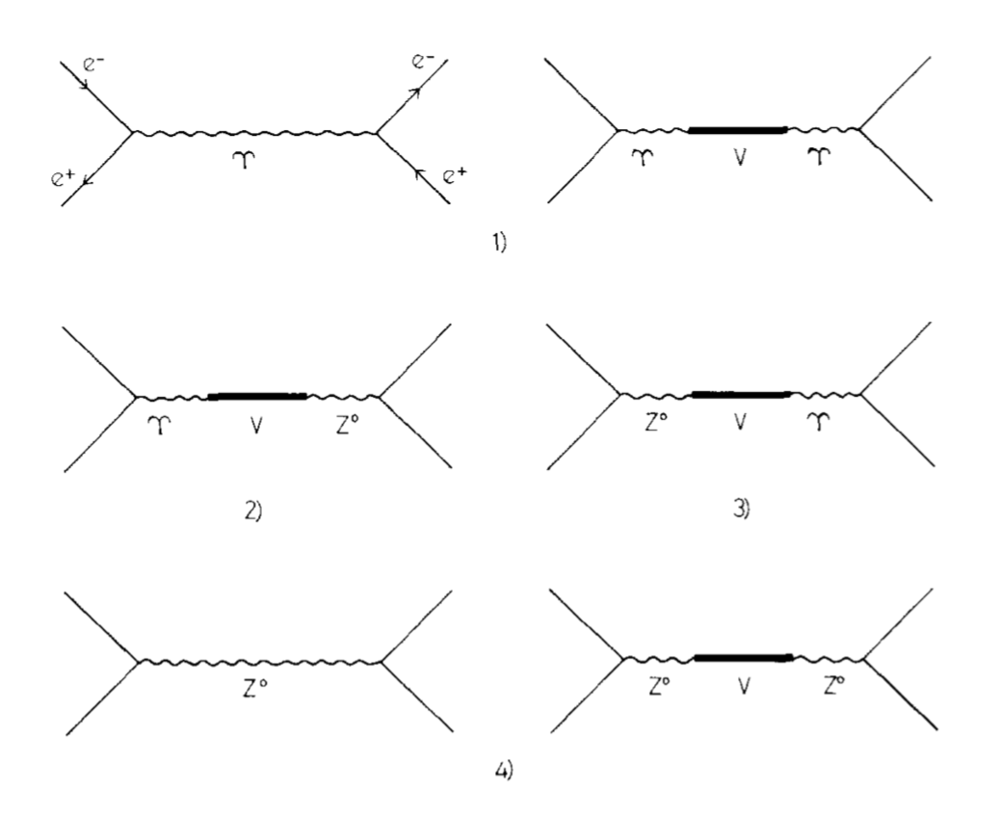 e⁻ e⁻
ϒ ϒ V ϒ
e⁺ e⁺
1)
ϒ V Z° Z° V ϒ
2) 3)
Z° Z° V Z°
4)